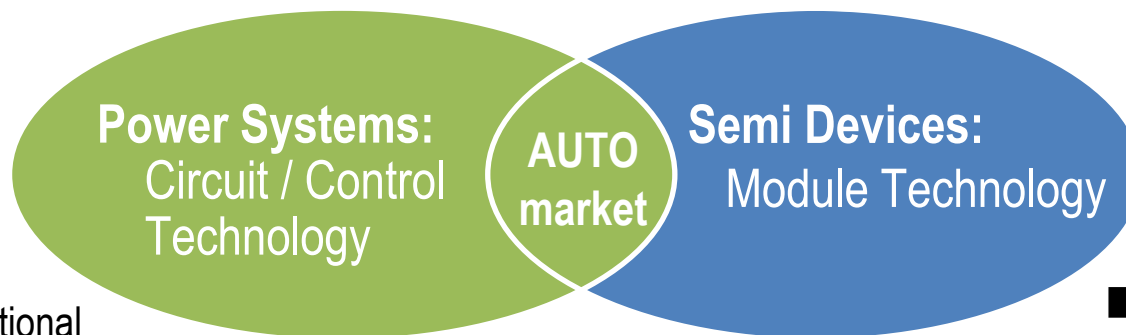 Power Systems:
Circuit / Control
Technology
AUTO
market
Semi Devices:
Module Technology
tional